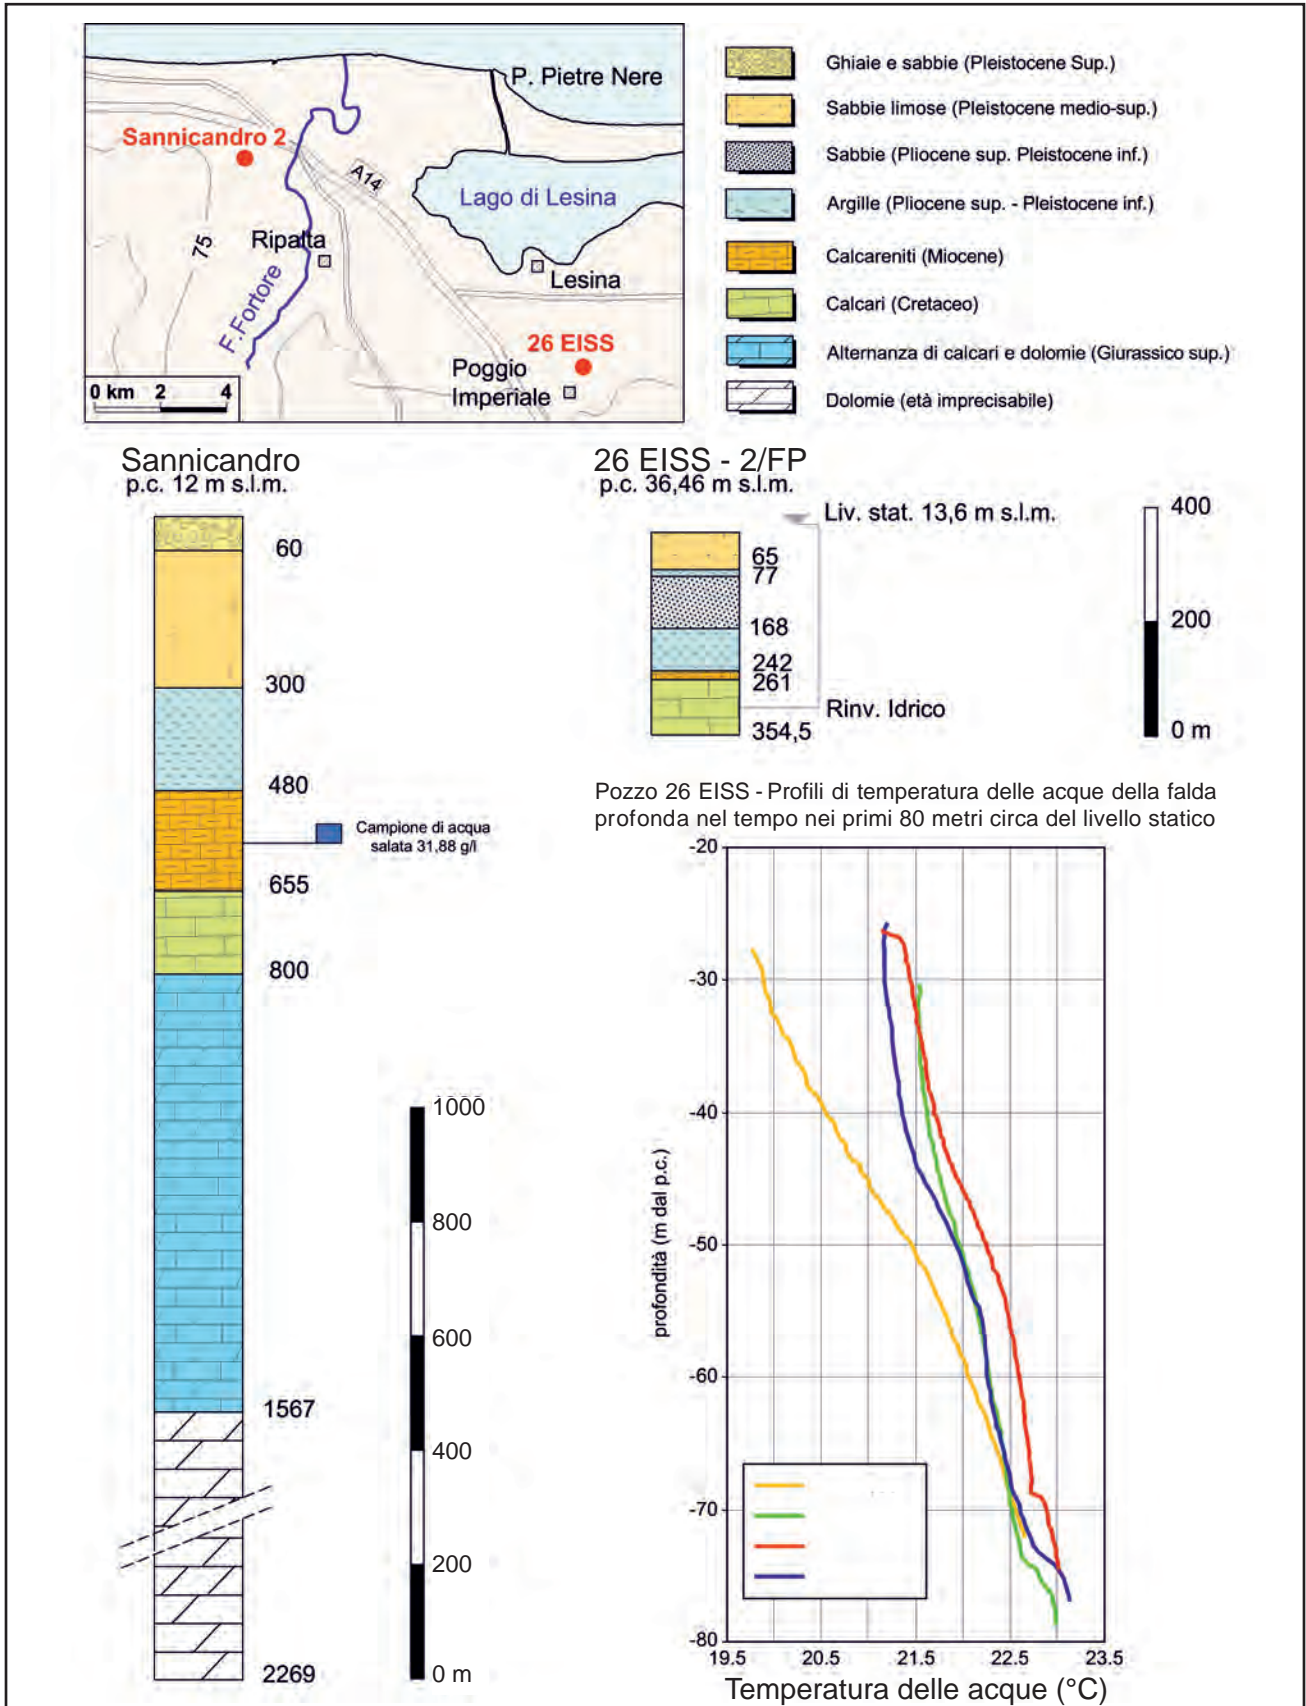 P. Pietre Nere
Sannicandro 2
A14
Lago di Lesina
75
Ripalta
F.Fortore
Lesina
26 EISS
Poggio
Imperiale
0 km 2 4
Ghiaie e sabbie (Pleistocene Sup.)
Sabbie limose (Pleistocene medio-sup.)
Sabbie (Pliocene sup. Pleistocene inf.)
Argille (Pliocene sup. - Pleistocene inf.)
Calcareniti (Miocene)
Calcari (Cretaceo)
Alternanza di calcari e dolomie (Giurassico sup.)
Dolomie (età imprecisabile)
Sannicandro
p.c. 12 m s.l.m.
60
300
480
Campione di acqua
salata 31,88 g/l
655
800
1567
2269
1000
800
600
400
200
0 m
26 EISS - 2/FP
p.c. 36,46 m s.l.m.
Liv. stat. 13,6 m s.l.m.
65
77
168
242
261
354,5
Rinv. Idrico
400
200
0 m
Pozzo 26 EISS - Profili di temperatura delle acque della falda
profonda nel tempo nei primi 80 metri circa del livello statico
-20
-30
-40
-50
-60
-70
-80
profondità (m dal p.c.)
19.5 20.5 21.5 22.5 23.5
Temperatura delle acque (°C)